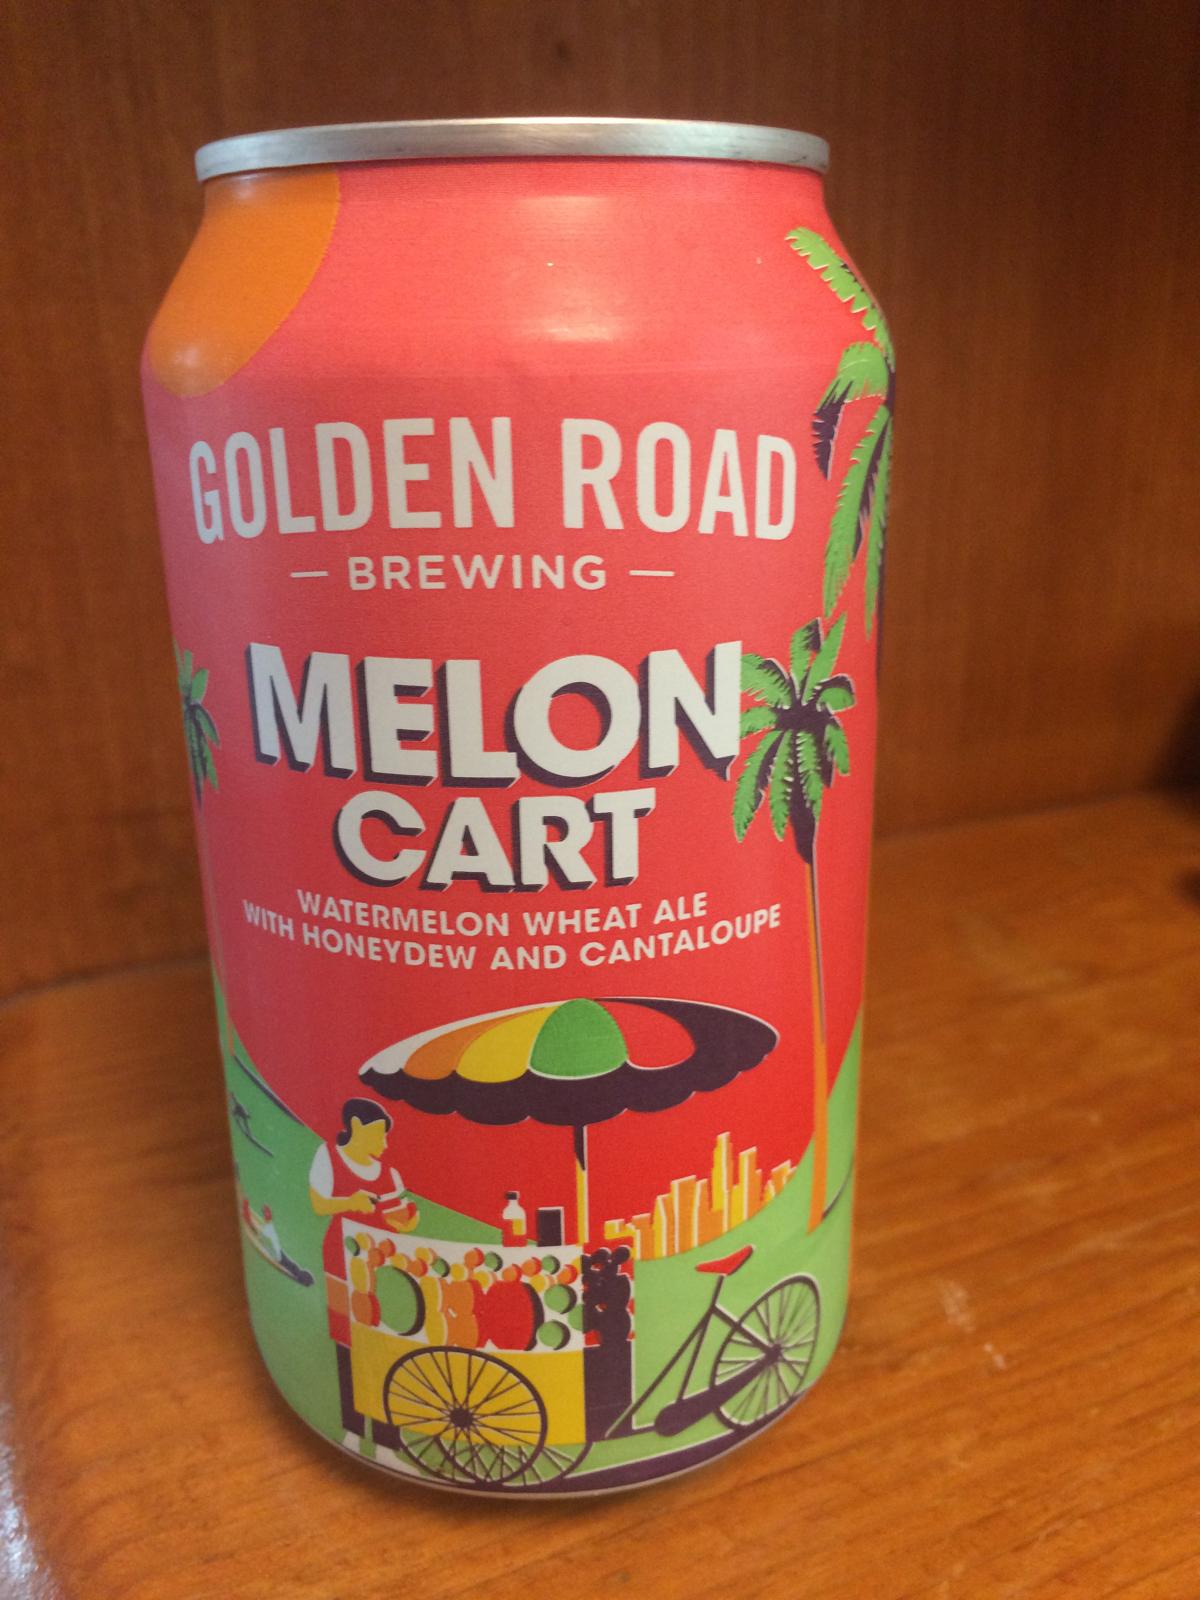 GOLDEN ROAD
— BREWING —
MELON
CART
WATERMELON WHEAT ALE
WITH HONEYDEW AND CANTALOUPE